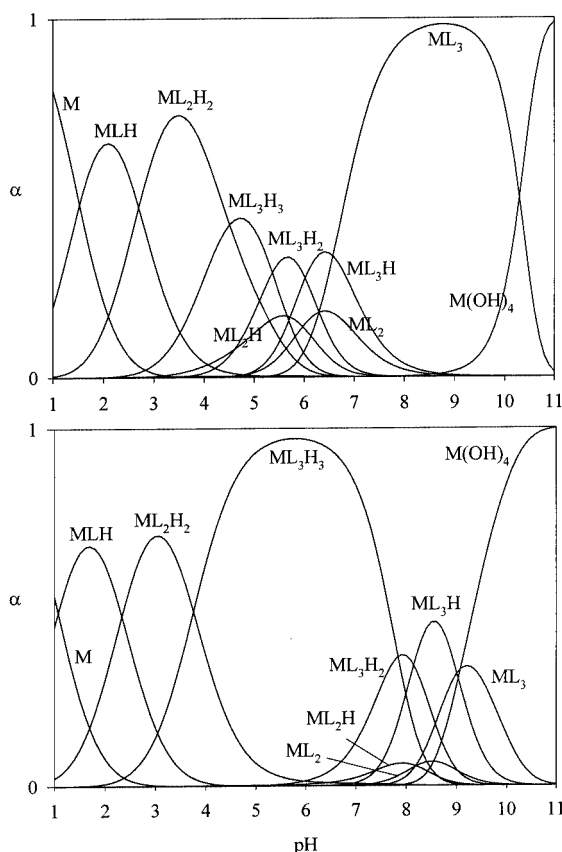 1
M
ML₂H₂
ML₃
MLH
α
ML₃H₃
ML₃H₂
ML₃H
M(OH)₄
ML₂H
ML₂
0
1 2 3 4 5 6 7 8 9 10 11
1
ML₃H₃
M(OH)₄
MLH
ML₂H₂
α
ML₃H
M
ML₃H₂
ML₃
ML₂H
ML₂
0
1 2 3 4 5 6 7 8 9 10 11
pH